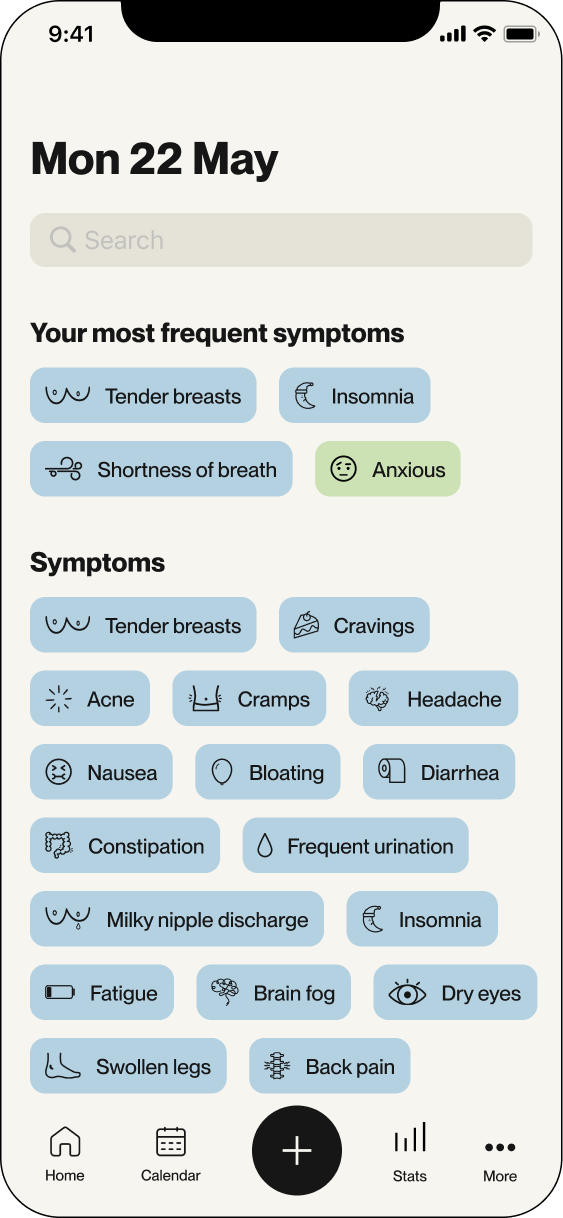 9:41
Mon 22 May
Search
Your most frequent symptoms
Tender breasts Insomnia
Shortness of breath Anxious
Symptoms
Tender breasts Cravings
Acne Cramps Headache
Nausea Bloating Diarrhea
Constipation Frequent urination
Milky nipple discharge Insomnia
Fatigue Brain fog Dry eyes
Swollen legs Back pain
Home Calendar Stats More